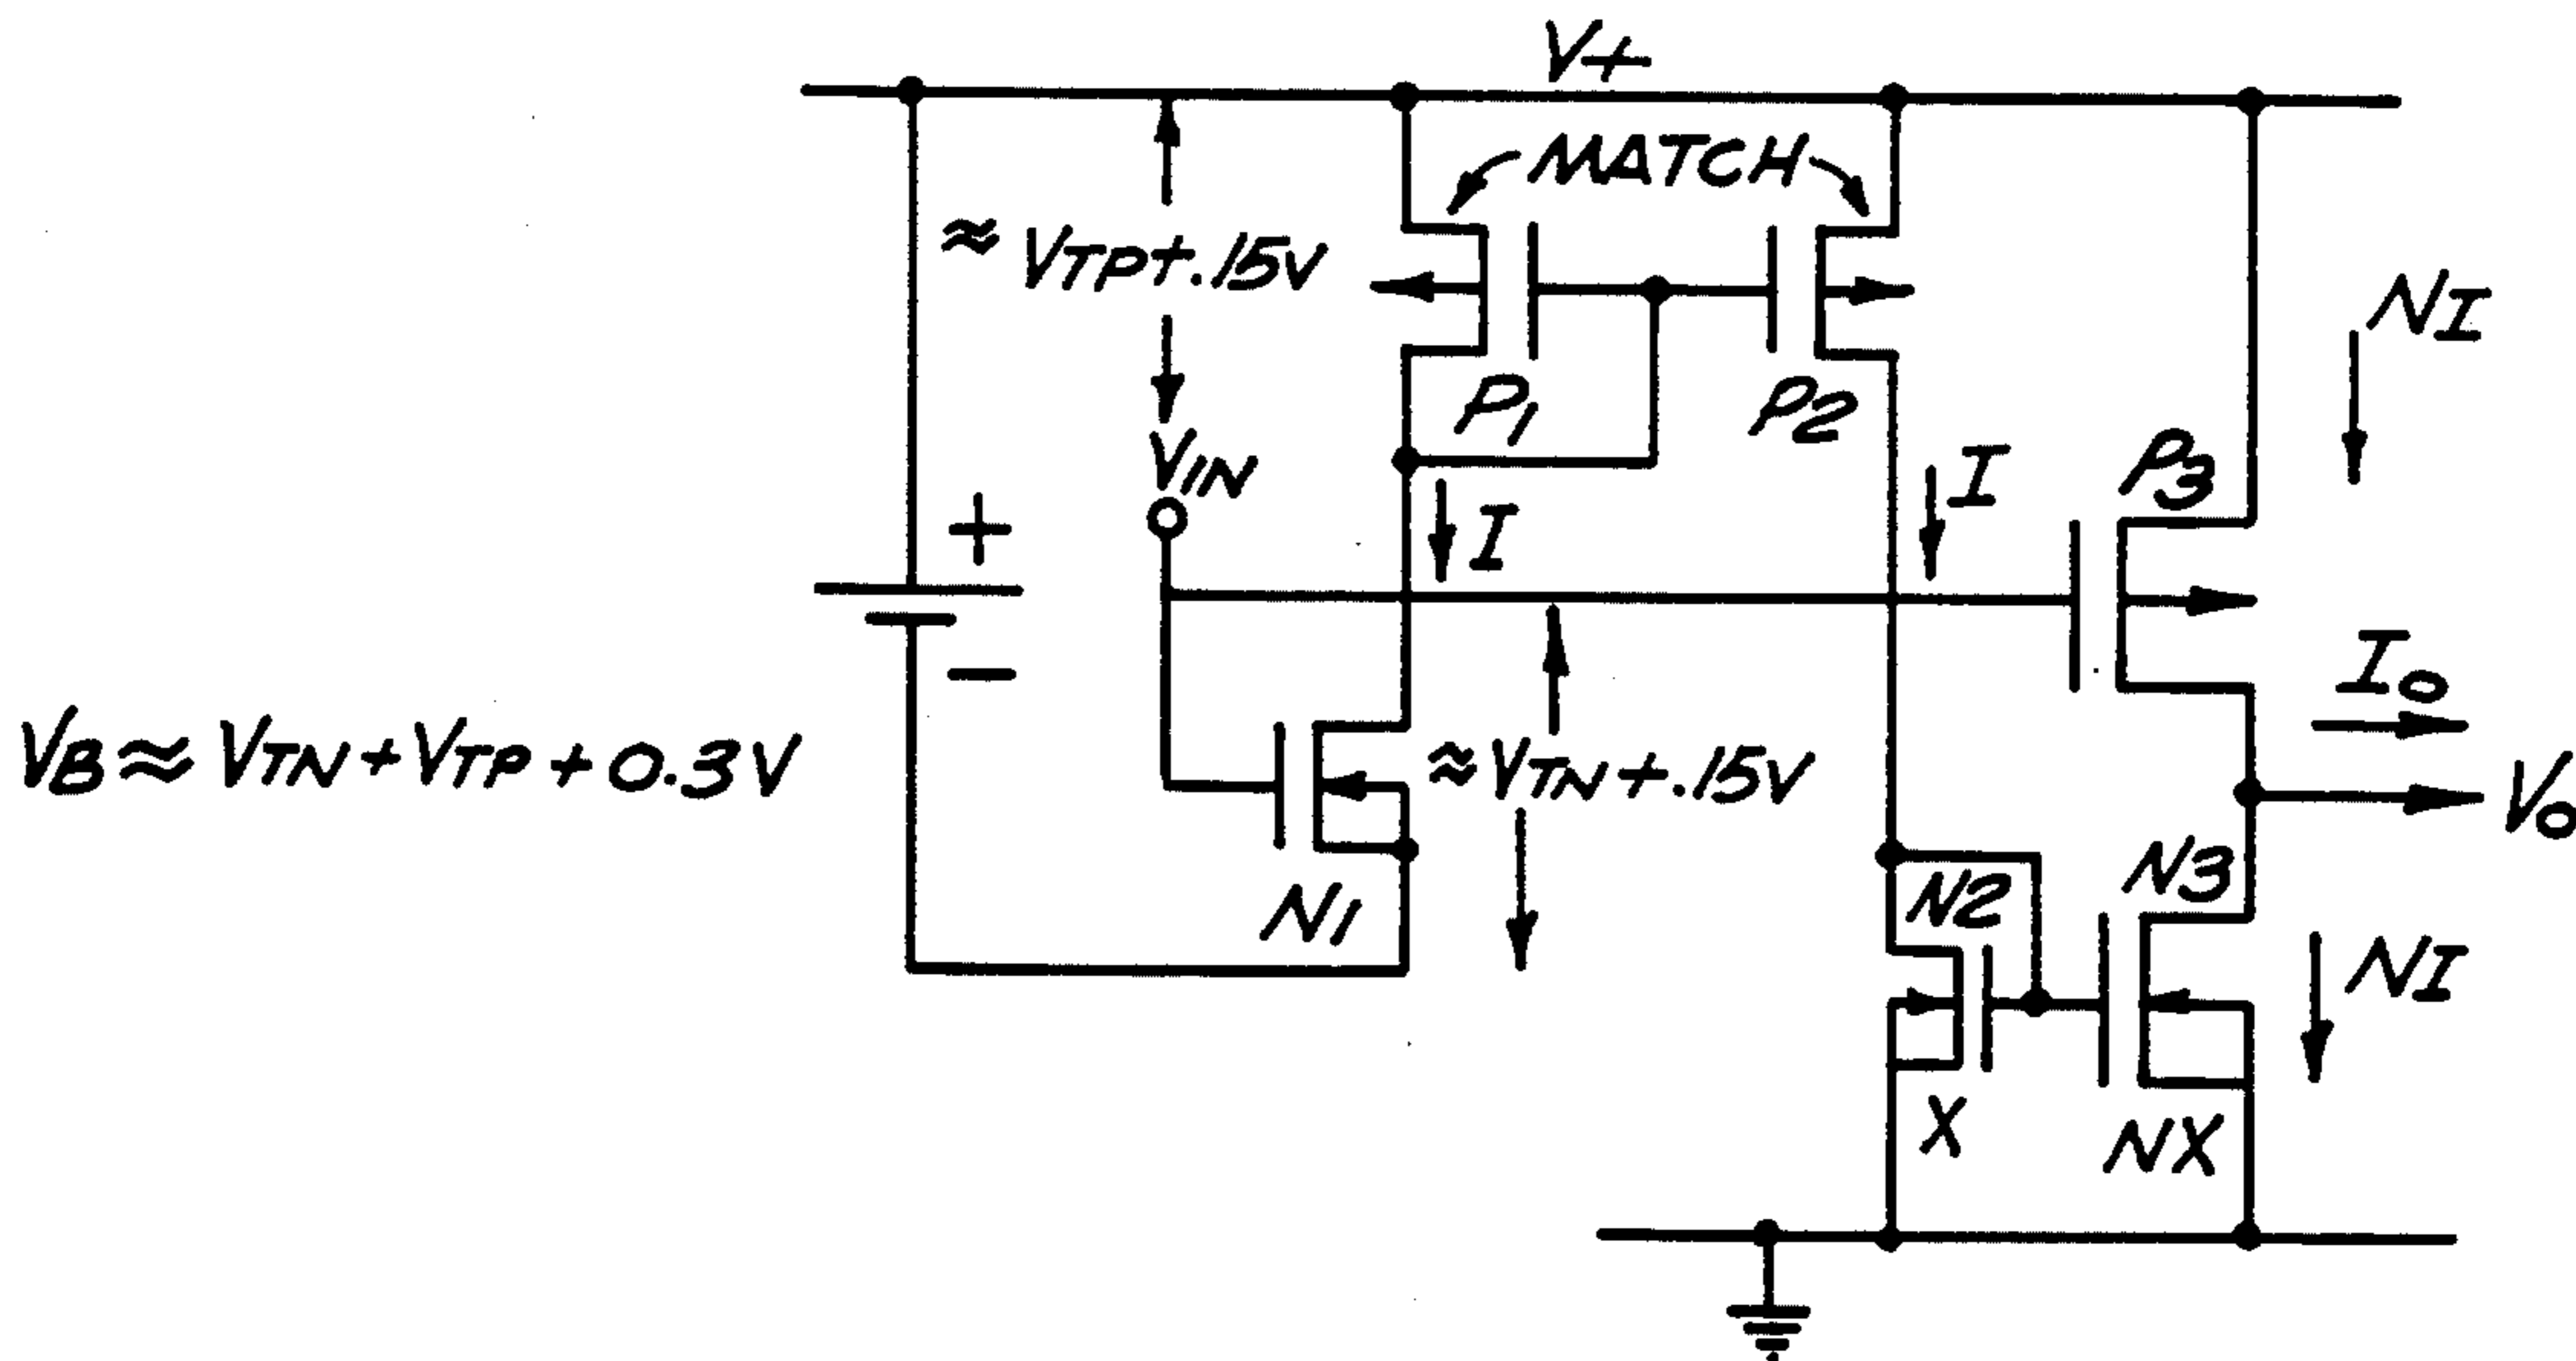 V+
MATCH
≈ VTP+.15V
NI
P1
P2
P3
VIN
+
I
I
−
IO
VB ≈ VTN + VTP + 0.3V
≈ VTN + .15V
VO
N1
N2
N3
NI
X
NX